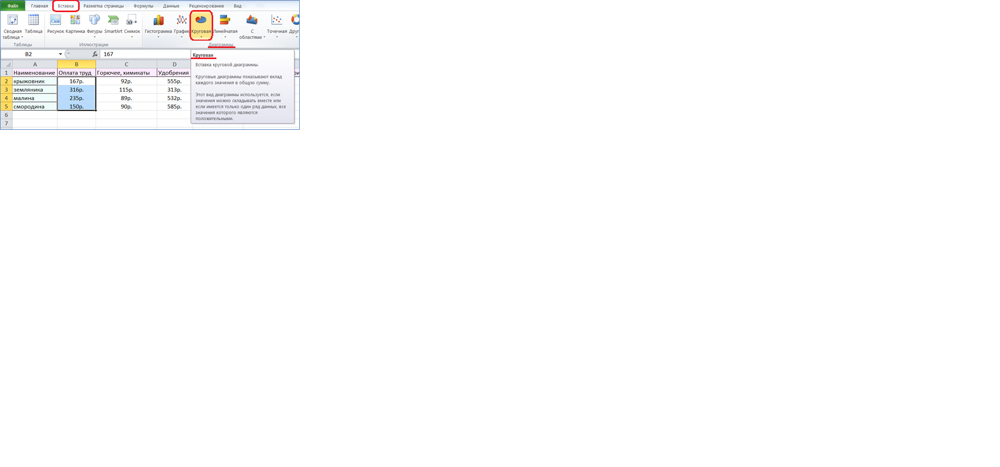 Файл Главная Вставка Разметка страницы Формулы Данные Рецензирование Вид
Сводная таблица Таблица Рисунок Картинка Фигуры SmartArt Снимок Гистограмма График Круговая Линейчатая С областями Точечная Друг
Таблицы Иллюстрации Диаграммы
B2 fx 167
Круговая
Вставка круговой диаграммы.
Круговые диаграммы показывают вклад
каждого значения в общую сумму.
Этот вид диаграммы используется, если
значения можно складывать вместе или
если имеется только один ряд данных, все
значения которого являются
положительными.
A B C D
1 Наименование Оплата труд Горючее, химикаты Удобрения
2 крыжовник 167р. 92р. 555р.
3 земляника 316р. 115р. 313р.
4 малина 235р. 89р. 532р.
5 смородина 150р. 90р. 585р.
6
7